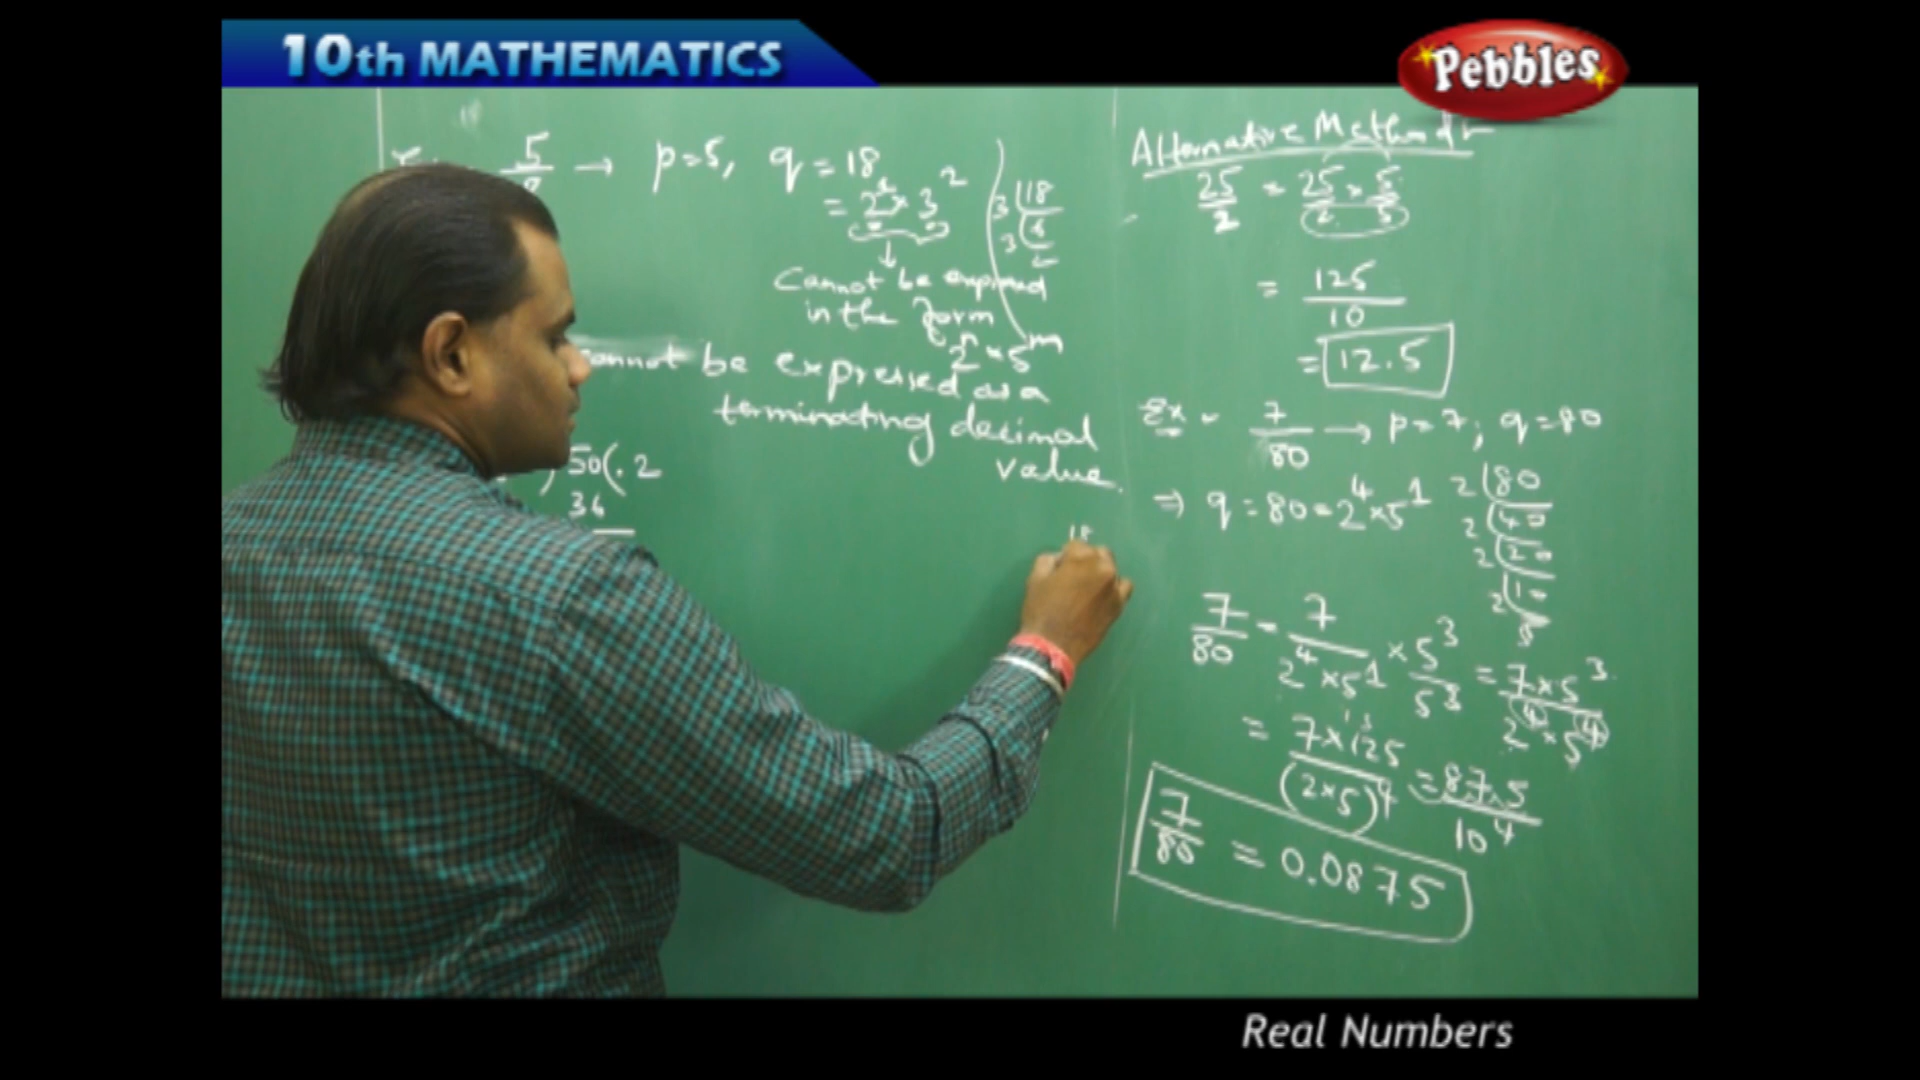 10th MATHEMATICS
Pebbles
5 → p=5, q=18
= 2¹×3²
3 18
3 6
2
Cannot be expressed
in the form
2ⁿ×5ᵐ
cannot be expressed as a
terminating decimal
value.
50(.2
36
18
Alternative Method:-
25/2 = 25/2 × 5/5
= 125/10
= 12.5
Ex - 7/80 → p=7; q=80
⇒ q=80=2⁴×5¹
2 80
2 40
2 20
2 10
5
7/80 = 7/2⁴×5¹ × 5³/5³ = 7×5³/2⁴×5⁴
= 7×125/(2×5)⁴ = 875/10⁴
7/80 = 0.0875
Real Numbers